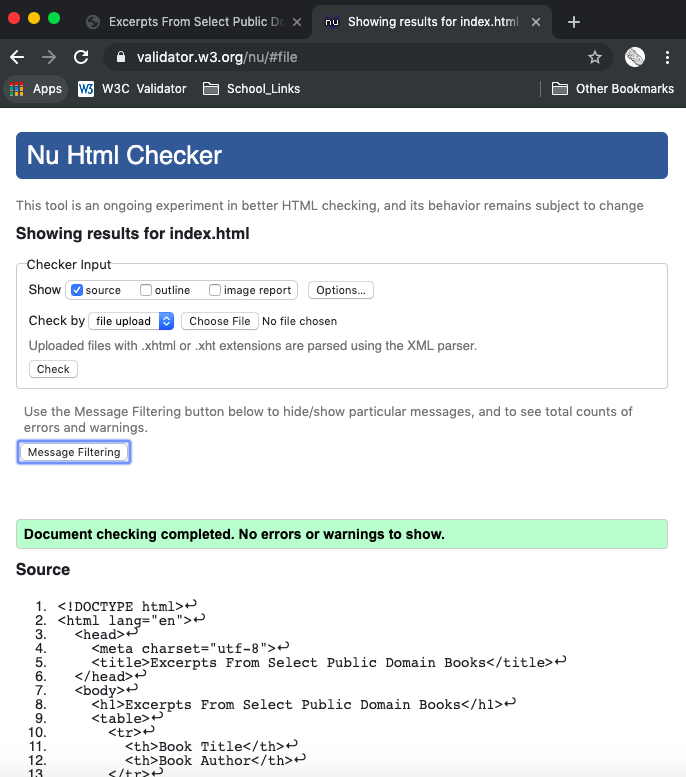 Excerpts From Select Public Do
nu Showing results for index.html
validator.w3.org/nu/#file
Apps W3 W3C Validator School_Links Other Bookmarks
Nu Html Checker
This tool is an ongoing experiment in better HTML checking, and its behavior remains subject to change
Showing results for index.html
Checker Input
Show source outline image report Options...
Check by file upload Choose File No file chosen
Uploaded files with .xhtml or .xht extensions are parsed using the XML parser.
Check
Use the Message Filtering button below to hide/show particular messages, and to see total counts of
errors and warnings.
Message Filtering
Document checking completed. No errors or warnings to show.
Source
1. <!DOCTYPE html>↩
2. <html lang="en">↩
3. <head>↩
4. <meta charset="utf-8">↩
5. <title>Excerpts From Select Public Domain Books</title>↩
6. </head>↩
7. <body>↩
8. <h1>Excerpts From Select Public Domain Books</h1>↩
9. <table>↩
10. <tr>↩
11. <th>Book Title</th>↩
12. <th>Book Author</th>↩
13. </tr>↩